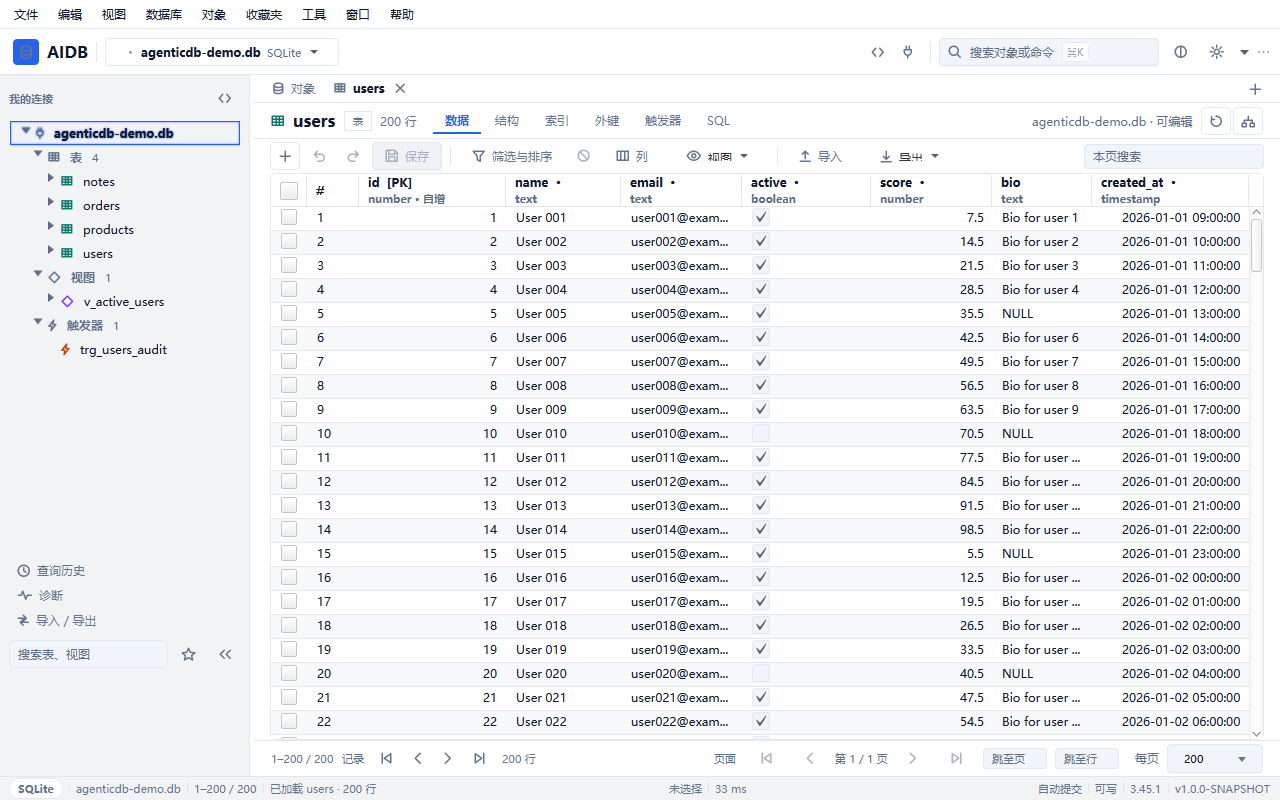 文件 编辑 视图 数据库 对象 收藏夹 工具 窗口 帮助
AIDB · agenticdb-demo.db SQLite 搜索对象或命令 ⌘K
我的连接
agenticdb-demo.db
表 4
notes
orders
products
users
视图 1
v_active_users
触发器 1
trg_users_audit
查询历史
诊断
导入 / 导出
搜索表、视图
对象 users
users 表 200 行 数据 结构 索引 外键 触发器 SQL agenticdb-demo.db · 可编辑
保存 筛选与排序 列 视图 导入 导出 本页搜索
# id [PK] name • email • active • score • bio created_at •
number • 自增 text text boolean number text timestamp
1 1 User 001 user001@exam... 7.5 Bio for user 1 2026-01-01 09:00:00
2 2 User 002 user002@exam... 14.5 Bio for user 2 2026-01-01 10:00:00
3 3 User 003 user003@exam... 21.5 Bio for user 3 2026-01-01 11:00:00
4 4 User 004 user004@exam... 28.5 Bio for user 4 2026-01-01 12:00:00
5 5 User 005 user005@exam... 35.5 NULL 2026-01-01 13:00:00
6 6 User 006 user006@exam... 42.5 Bio for user 6 2026-01-01 14:00:00
7 7 User 007 user007@exam... 49.5 Bio for user 7 2026-01-01 15:00:00
8 8 User 008 user008@exam... 56.5 Bio for user 8 2026-01-01 16:00:00
9 9 User 009 user009@exam... 63.5 Bio for user 9 2026-01-01 17:00:00
10 10 User 010 user010@exam... 70.5 NULL 2026-01-01 18:00:00
11 11 User 011 user011@exam... 77.5 Bio for user ... 2026-01-01 19:00:00
12 12 User 012 user012@exam... 84.5 Bio for user ... 2026-01-01 20:00:00
13 13 User 013 user013@exam... 91.5 Bio for user ... 2026-01-01 21:00:00
14 14 User 014 user014@exam... 98.5 Bio for user ... 2026-01-01 22:00:00
15 15 User 015 user015@exam... 5.5 NULL 2026-01-01 23:00:00
16 16 User 016 user016@exam... 12.5 Bio for user ... 2026-01-02 00:00:00
17 17 User 017 user017@exam... 19.5 Bio for user ... 2026-01-02 01:00:00
18 18 User 018 user018@exam... 26.5 Bio for user ... 2026-01-02 02:00:00
19 19 User 019 user019@exam... 33.5 Bio for user ... 2026-01-02 03:00:00
20 20 User 020 user020@exam... 40.5 NULL 2026-01-02 04:00:00
21 21 User 021 user021@exam... 47.5 Bio for user ... 2026-01-02 05:00:00
22 22 User 022 user022@exam... 54.5 Bio for user ... 2026-01-02 06:00:00
1–200 / 200 记录 200 行 页面 第 1 / 1 页 跳至页 跳至行 每页 200
SQLite agenticdb-demo.db 1–200 / 200 已加载 users · 200 行 未选择 33 ms 自动提交 可写 3.45.1 v1.0.0-SNAPSHOT